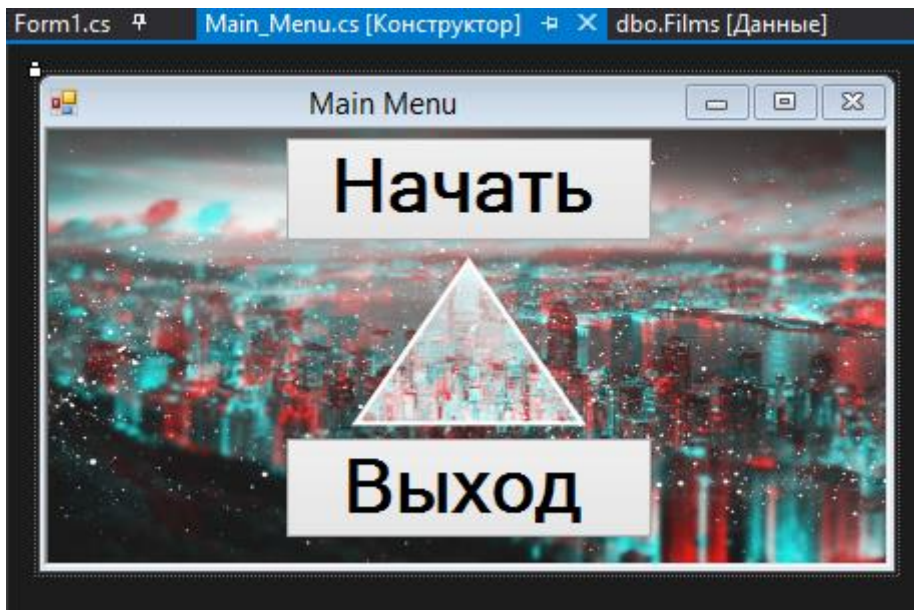 Form1.cs
Main_Menu.cs [Конструктор]
dbo.Films [Данные]
Main Menu
Начать
Выход